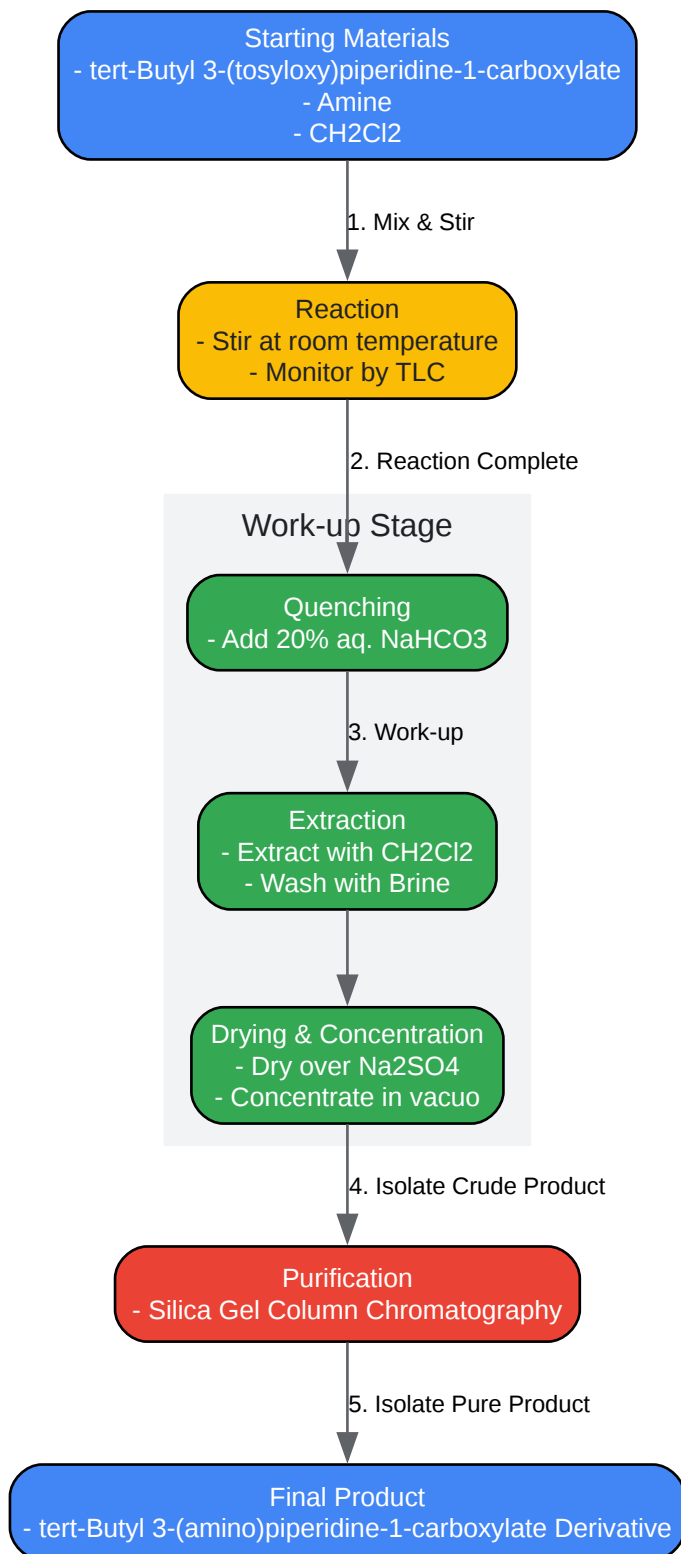 Starting Materials
- tert-Butyl 3-(tosyloxy)piperidine-1-carboxylate
- Amine
- CH2Cl2
1. Mix & Stir
Reaction
- Stir at room temperature
- Monitor by TLC
2. Reaction Complete
Work-up Stage
Quenching
- Add 20% aq. NaHCO3
3. Work-up
Extraction
- Extract with CH2Cl2
- Wash with Brine
Drying & Concentration
- Dry over Na2SO4
- Concentrate in vacuo
4. Isolate Crude Product
Purification
- Silica Gel Column Chromatography
5. Isolate Pure Product
Final Product
- tert-Butyl 3-(amino)piperidine-1-carboxylate Derivative